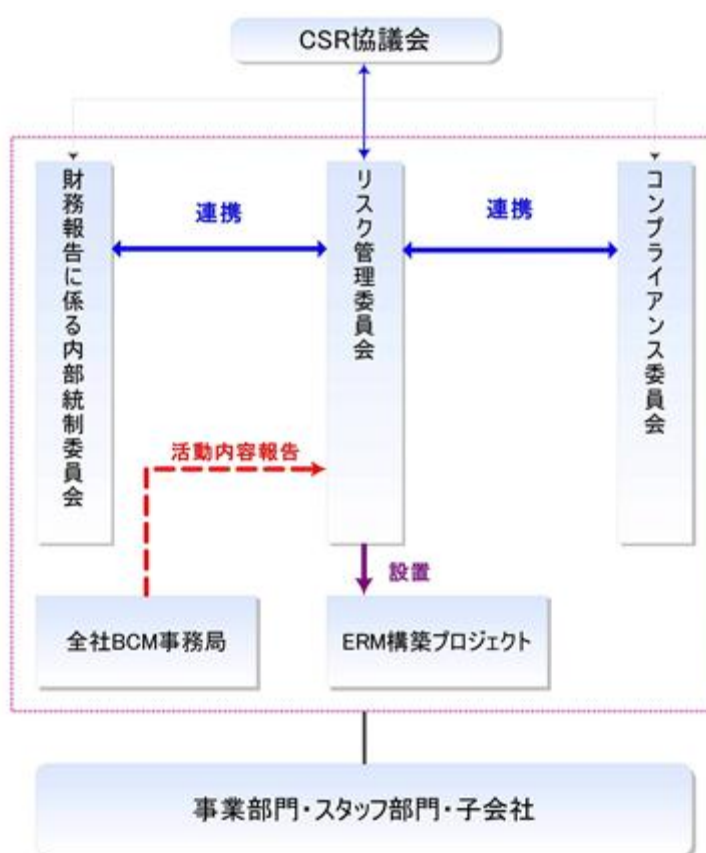 CSR協議会
財務報告に係る内部統制委員会
連携
リスク管理委員会
連携
コンプライアンス委員会
活動内容報告
設置
全社BCM事務局
ERM構築プロジェクト
事業部門・スタッフ部門・子会社